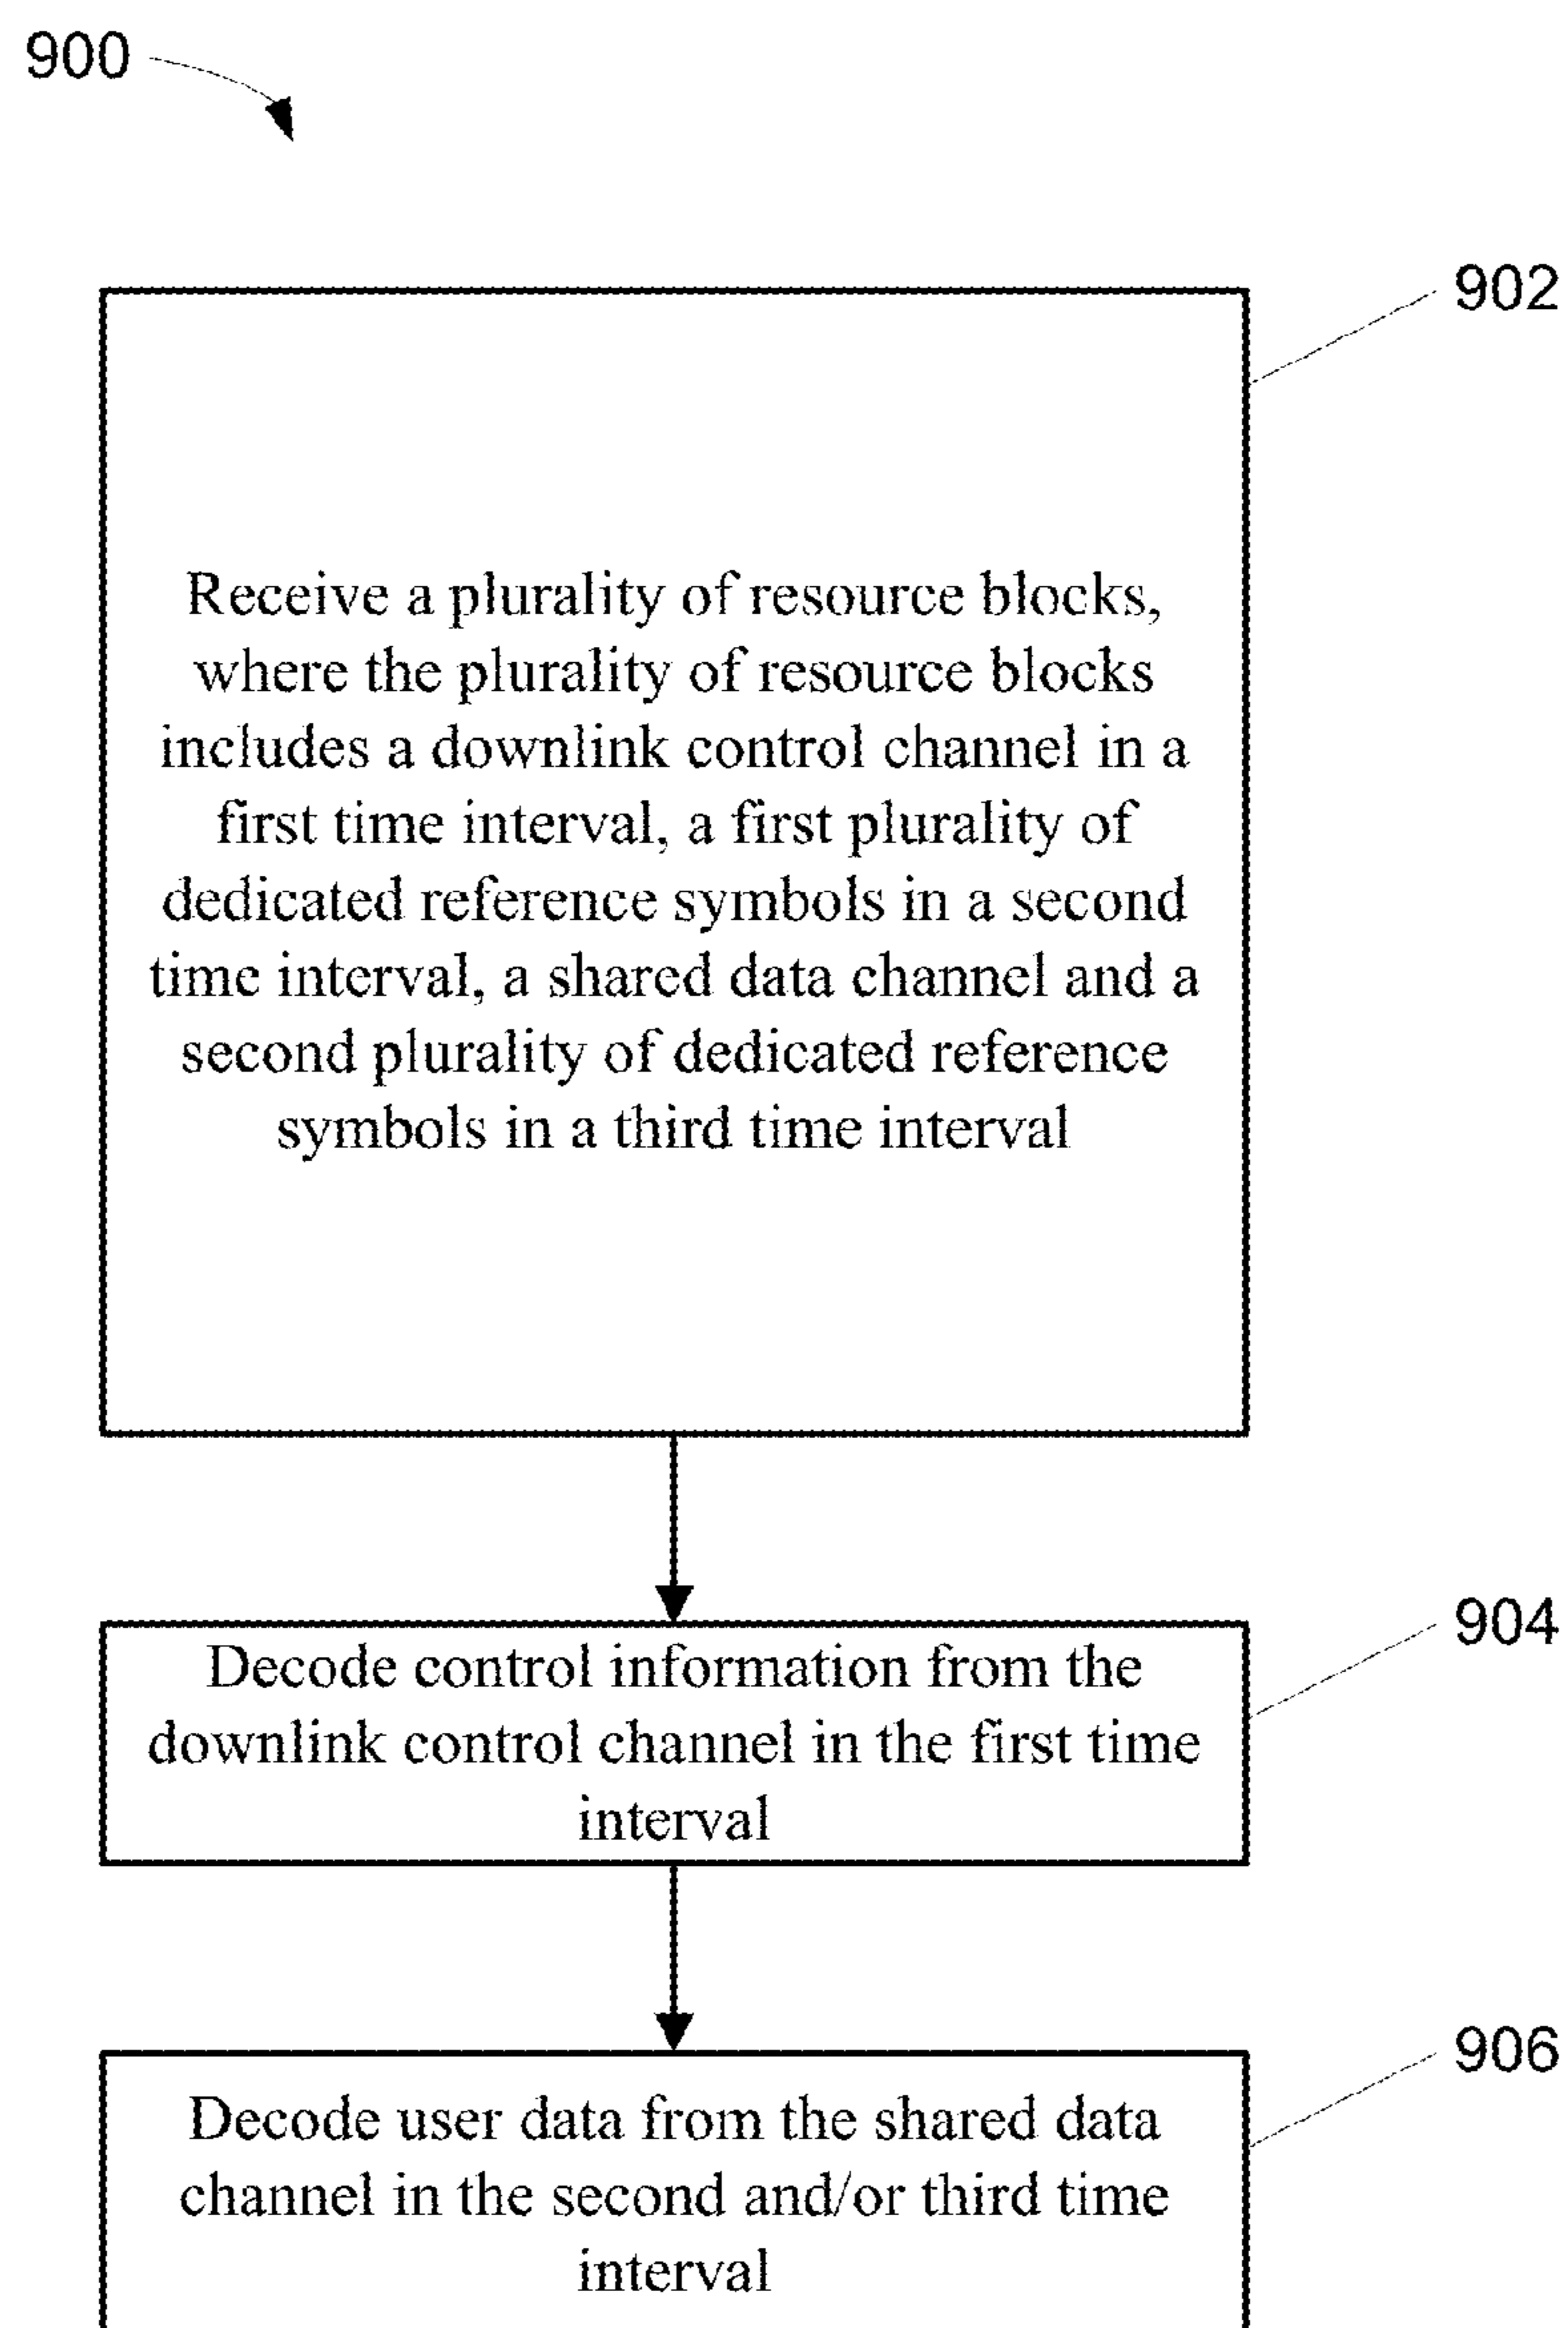 900
902
Receive a plurality of resource blocks,
where the plurality of resource blocks
includes a downlink control channel in a
first time interval, a first plurality of
dedicated reference symbols in a second
time interval, a shared data channel and a
second plurality of dedicated reference
symbols in a third time interval
904
Decode control information from the
downlink control channel in the first time
interval
906
Decode user data from the shared data
channel in the second and/or third time
interval